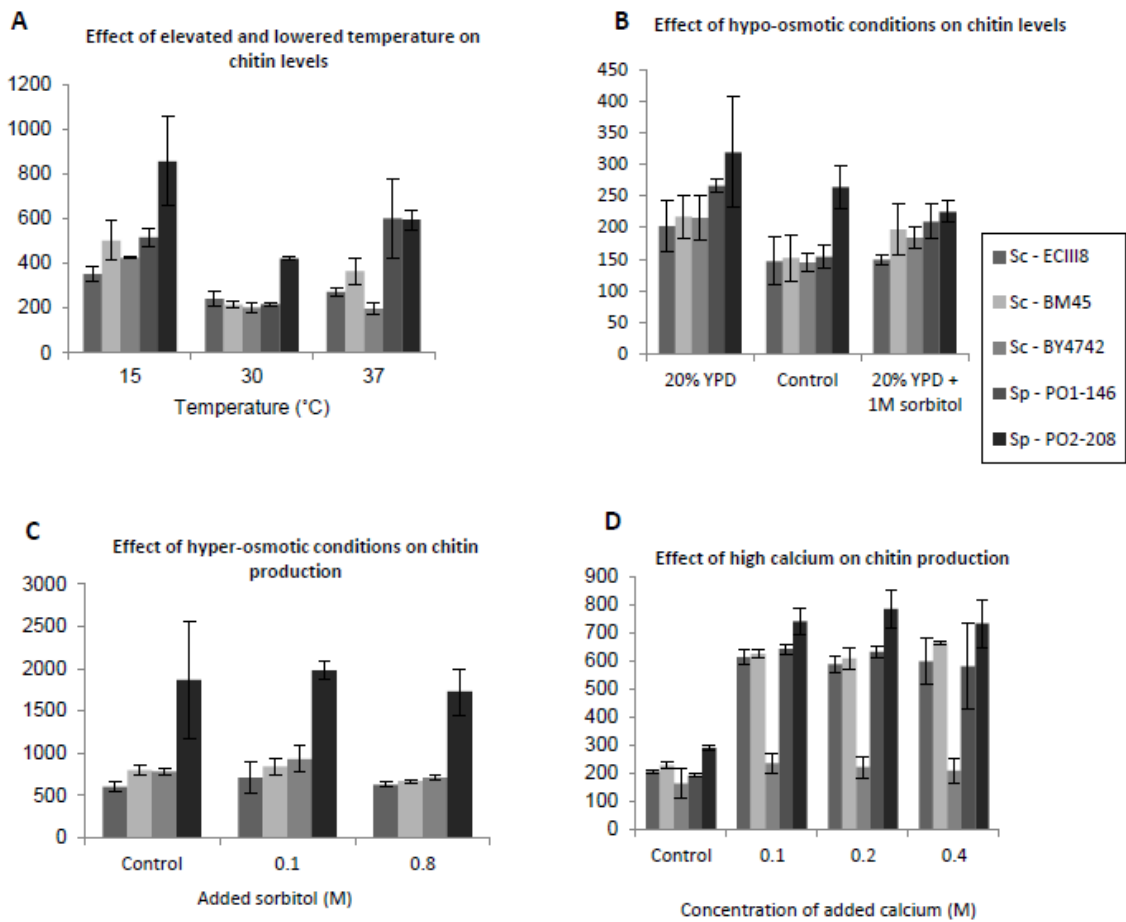 A
Effect of elevated and lowered temperature on
chitin levels
1200
1000
800
600
400
200
0
15 30 37
Temperature (°C)
B
Effect of hypo-osmotic conditions on chitin levels
450
400
350
300
250
200
150
100
50
0
20% YPD Control 20% YPD +
1M sorbitol
Sc - ECIII8
Sc - BM45
Sc - BY4742
Sp - PO1-146
Sp - PO2-208
C
Effect of hyper-osmotic conditions on chitin
production
3000
2500
2000
1500
1000
500
0
Control 0.1 0.8
Added sorbitol (M)
D
Effect of high calcium on chitin production
900
800
700
600
500
400
300
200
100
0
Control 0.1 0.2 0.4
Concentration of added calcium (M)